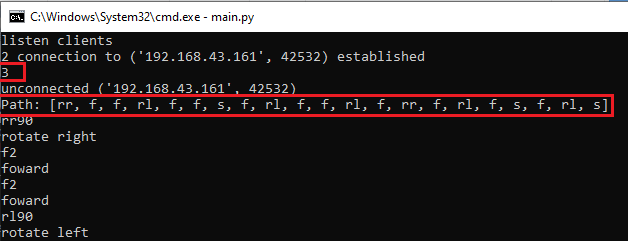 C:\Windows\System32\cmd.exe - main.py
listen clients
2 connection to ('192.168.43.161', 42532) established
3
unconnected ('192.168.43.161', 42532)
Path: [rr, f, f, rl, f, f, s, f, rl, f, f, rl, f, rr, f, rl, f, s, f, rl, s]
rr90
rotate right
f2
foward
f2
foward
rl90
rotate left